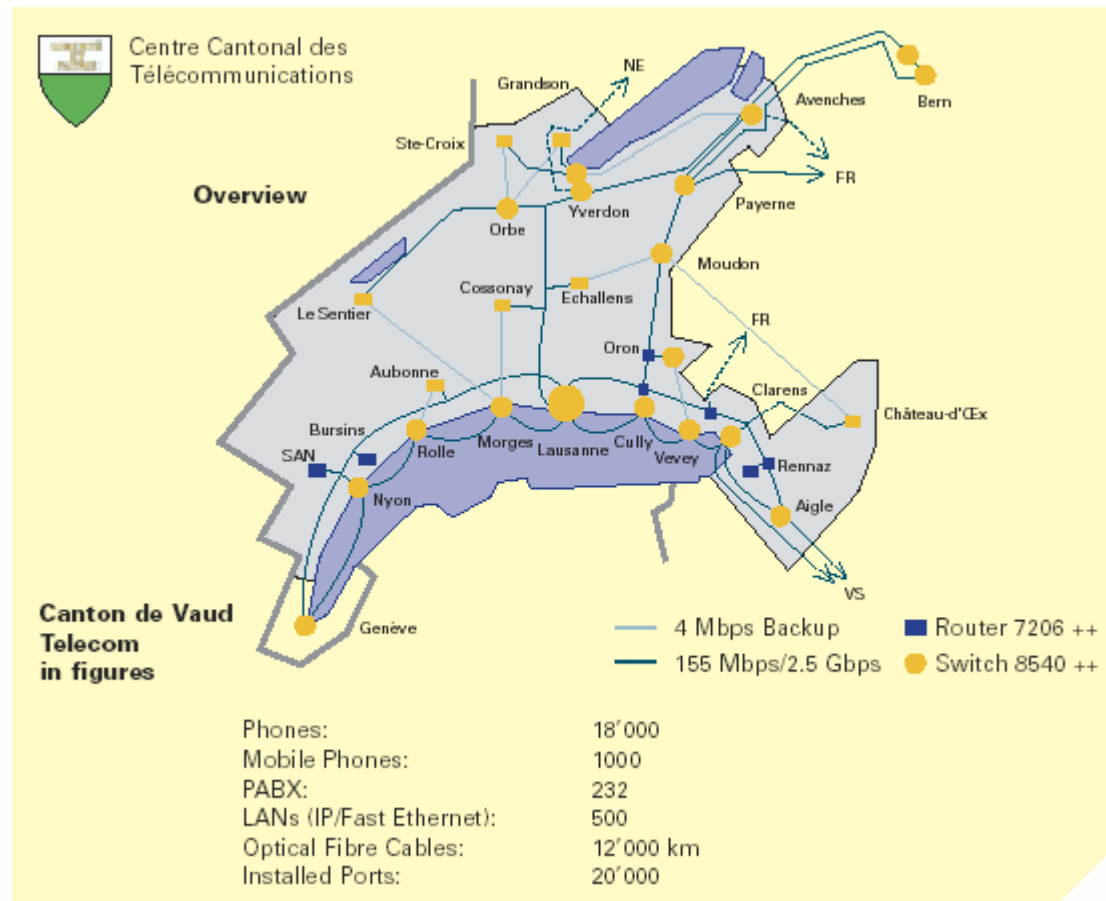 Centre Cantonal des
Télécommunications
NE
Grandson
Avenches
Bern
Ste-Croix
Overview
FR
Yverdon
Payerne
Orbe
Moudon
Cossonay
Echallens
Le Sentier
FR
Oron
Aubonne
Clarens
Château-d'Œx
Bursins
SAN
Rolle
Morges
Lausanne
Cully
Vevey
Rennaz
Nyon
Aigle
VS
Genève
Canton de Vaud
Telecom
in figures
4 Mbps Backup
Router 7206 ++
155 Mbps/2.5 Gbps
Switch 8540 ++
Phones: 18'000
Mobile Phones: 1000
PABX: 232
LANs (IP/Fast Ethernet): 500
Optical Fibre Cables: 12'000 km
Installed Ports: 20'000